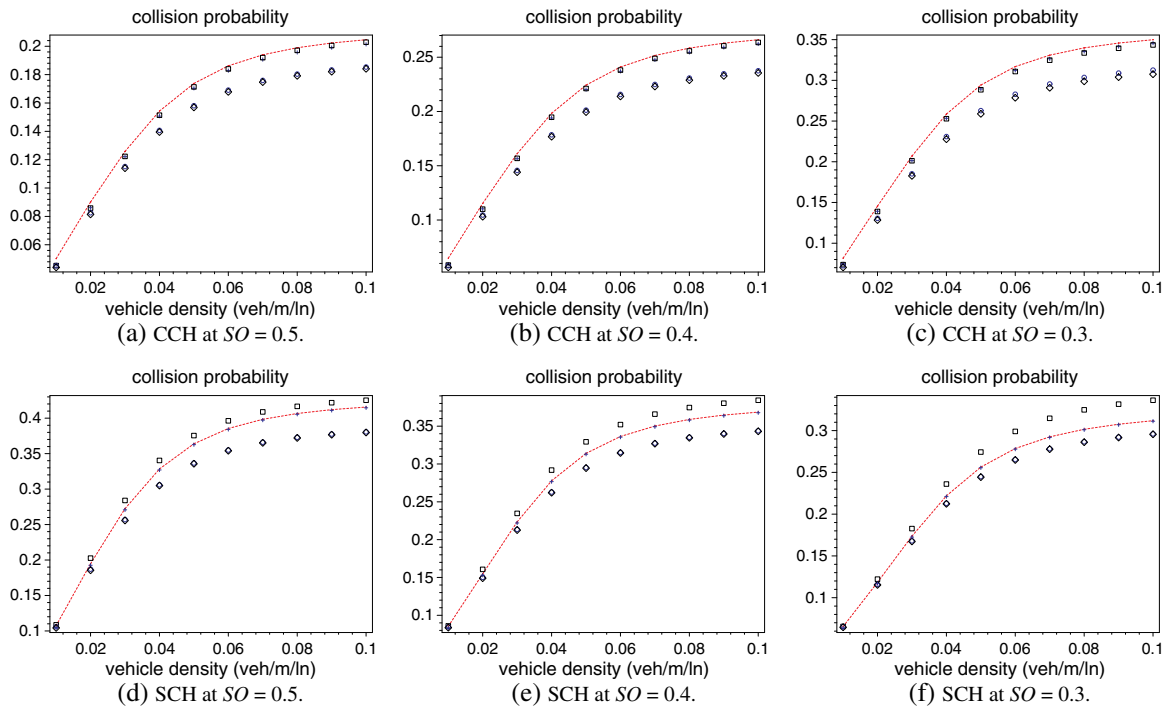 collision probability
0.2
0.18
0.16
0.14
0.12
0.1
0.08
0.06
0.02 0.04 0.06 0.08 0.1
vehicle density (veh/m/ln)
(a) CCH at SO = 0.5.
collision probability
0.25
0.2
0.15
0.1
0.02 0.04 0.06 0.08 0.1
vehicle density (veh/m/ln)
(b) CCH at SO = 0.4.
collision probability
0.35
0.3
0.25
0.2
0.15
0.1
0.02 0.04 0.06 0.08 0.1
vehicle density (veh/m/ln)
(c) CCH at SO = 0.3.
collision probability
0.4
0.35
0.3
0.25
0.2
0.15
0.1
0.02 0.04 0.06 0.08 0.1
vehicle density (veh/m/ln)
(d) SCH at SO = 0.5.
collision probability
0.35
0.3
0.25
0.2
0.15
0.1
0.02 0.04 0.06 0.08 0.1
vehicle density (veh/m/ln)
(e) SCH at SO = 0.4.
collision probability
0.3
0.25
0.2
0.15
0.1
0.02 0.04 0.06 0.08 0.1
vehicle density (veh/m/ln)
(f) SCH at SO = 0.3.